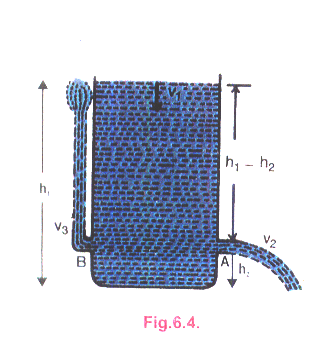 v₁
h₁
h₁ – h₂
v₃
v₂
B
A
h₂
Fig.6.4.